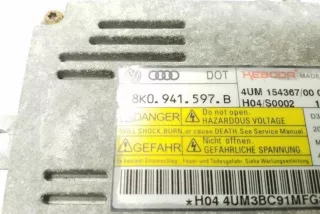 DOT
MADE
8K0.941.597.B
4UM 154367/00
H04/S0002
DANGER
Do not open.
HAZARDOUS VOLTAGE
WILL SHOCK, BURN or cause DEATH. See Service Manual
GEFAHR
Nicht öffnen.
GEFÄHRLICHE SPANNUNG
*H04 4UM3BC91MFG